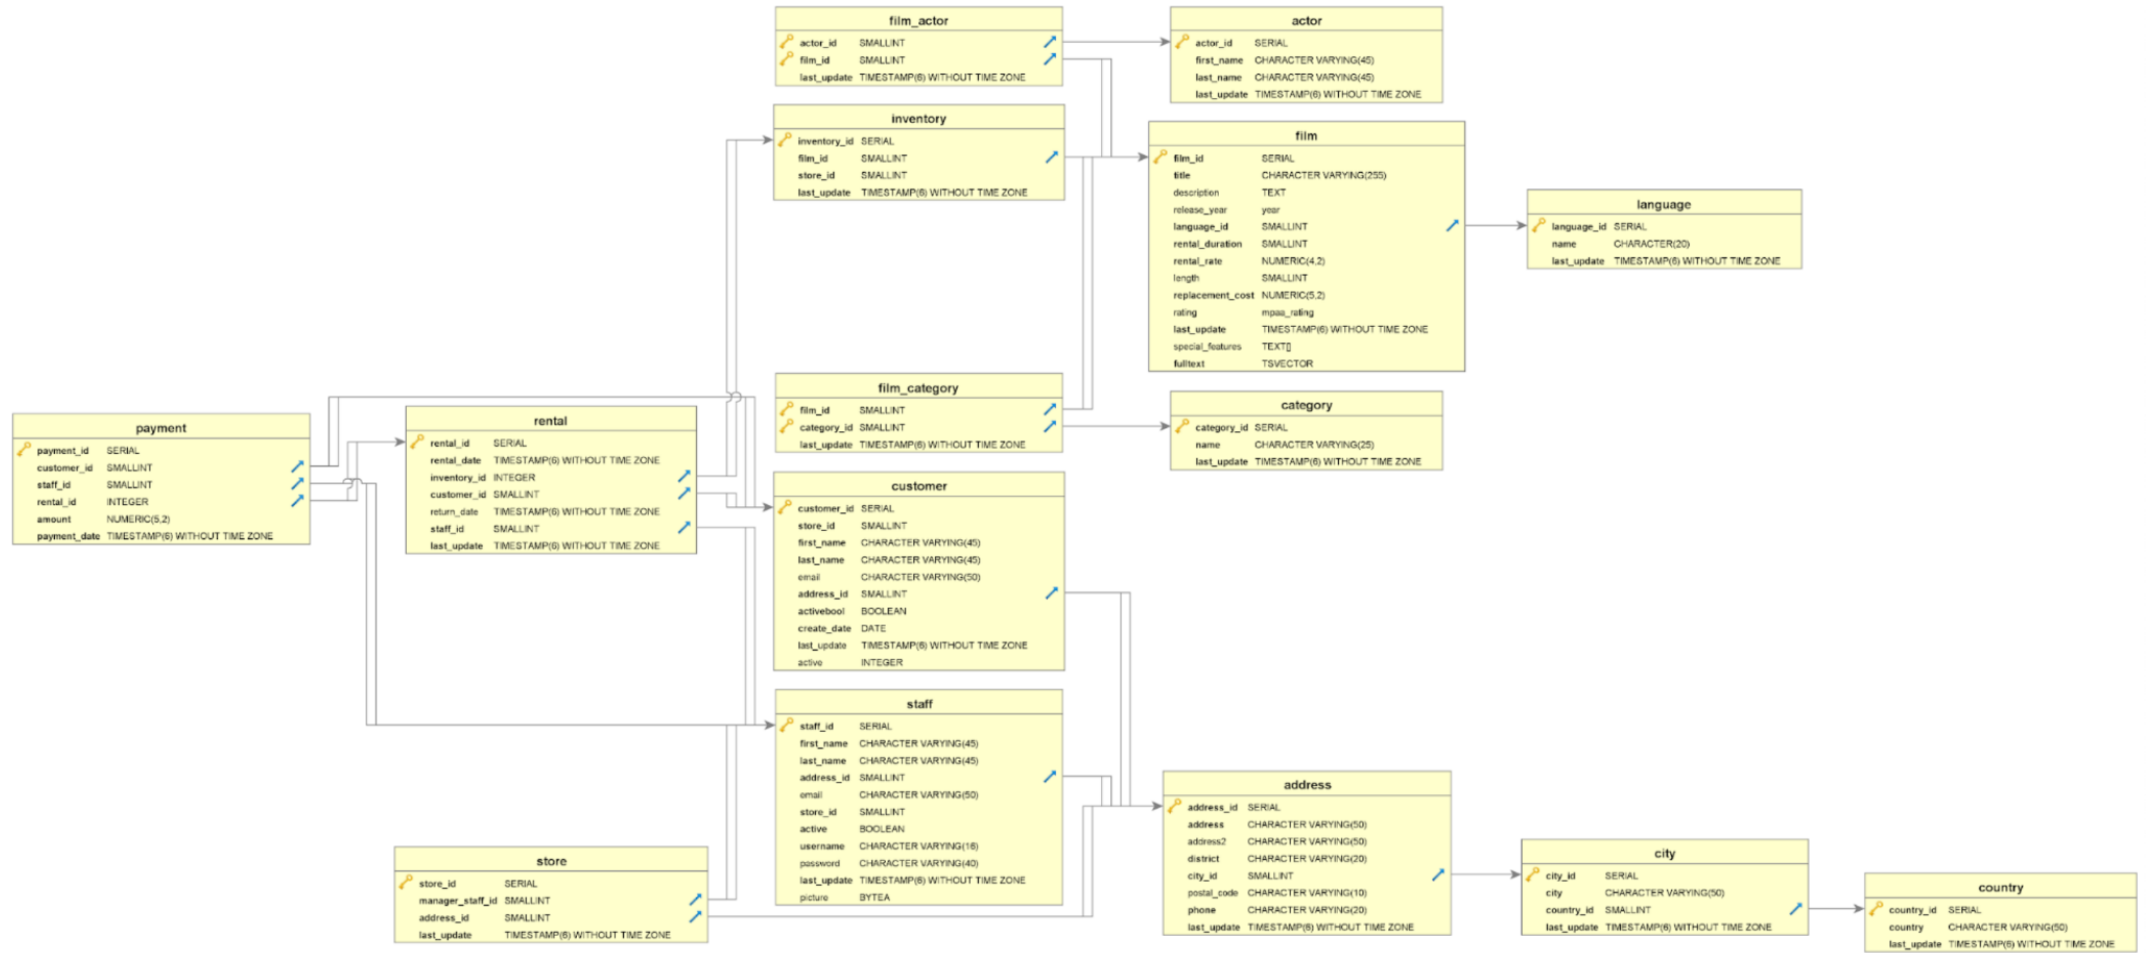 film_actor
actor_id SMALLINT
film_id SMALLINT
last_update TIMESTAMP(6) WITHOUT TIME ZONE
actor
actor_id SERIAL
first_name CHARACTER VARYING(45)
last_name CHARACTER VARYING(45)
last_update TIMESTAMP(6) WITHOUT TIME ZONE
inventory
inventory_id SERIAL
film_id SMALLINT
store_id SMALLINT
last_update TIMESTAMP(6) WITHOUT TIME ZONE
film
film_id SERIAL
title CHARACTER VARYING(255)
description TEXT
release_year year
language_id SMALLINT
rental_duration SMALLINT
rental_rate NUMERIC(4,2)
length SMALLINT
replacement_cost NUMERIC(5,2)
rating mpaa_rating
last_update TIMESTAMP(6) WITHOUT TIME ZONE
special_features TEXT[]
fulltext TSVECTOR
language
language_id SERIAL
name CHARACTER(20)
last_update TIMESTAMP(6) WITHOUT TIME ZONE
film_category
film_id SMALLINT
category_id SMALLINT
last_update TIMESTAMP(6) WITHOUT TIME ZONE
category
category_id SERIAL
name CHARACTER VARYING(25)
last_update TIMESTAMP(6) WITHOUT TIME ZONE
payment
payment_id SERIAL
customer_id SMALLINT
staff_id SMALLINT
rental_id INTEGER
amount NUMERIC(5,2)
payment_date TIMESTAMP(6) WITHOUT TIME ZONE
rental
rental_id SERIAL
rental_date TIMESTAMP(6) WITHOUT TIME ZONE
inventory_id INTEGER
customer_id SMALLINT
return_date TIMESTAMP(6) WITHOUT TIME ZONE
staff_id SMALLINT
last_update TIMESTAMP(6) WITHOUT TIME ZONE
customer
customer_id SERIAL
store_id SMALLINT
first_name CHARACTER VARYING(45)
last_name CHARACTER VARYING(45)
email CHARACTER VARYING(50)
address_id SMALLINT
activebool BOOLEAN
create_date DATE
last_update TIMESTAMP(6) WITHOUT TIME ZONE
active INTEGER
staff
staff_id SERIAL
first_name CHARACTER VARYING(45)
last_name CHARACTER VARYING(45)
address_id SMALLINT
email CHARACTER VARYING(50)
store_id SMALLINT
active BOOLEAN
username CHARACTER VARYING(16)
password CHARACTER VARYING(40)
last_update TIMESTAMP(6) WITHOUT TIME ZONE
picture BYTEA
store
store_id SERIAL
manager_staff_id SMALLINT
address_id SMALLINT
last_update TIMESTAMP(6) WITHOUT TIME ZONE
address
address_id SERIAL
address CHARACTER VARYING(50)
address2 CHARACTER VARYING(50)
district CHARACTER VARYING(20)
city_id SMALLINT
postal_code CHARACTER VARYING(10)
phone CHARACTER VARYING(20)
last_update TIMESTAMP(6) WITHOUT TIME ZONE
city
city_id SERIAL
city CHARACTER VARYING(50)
country_id SMALLINT
last_update TIMESTAMP(6) WITHOUT TIME ZONE
country
country_id SERIAL
country CHARACTER VARYING(50)
last_update TIMESTAMP(6) WITHOUT TIME ZONE